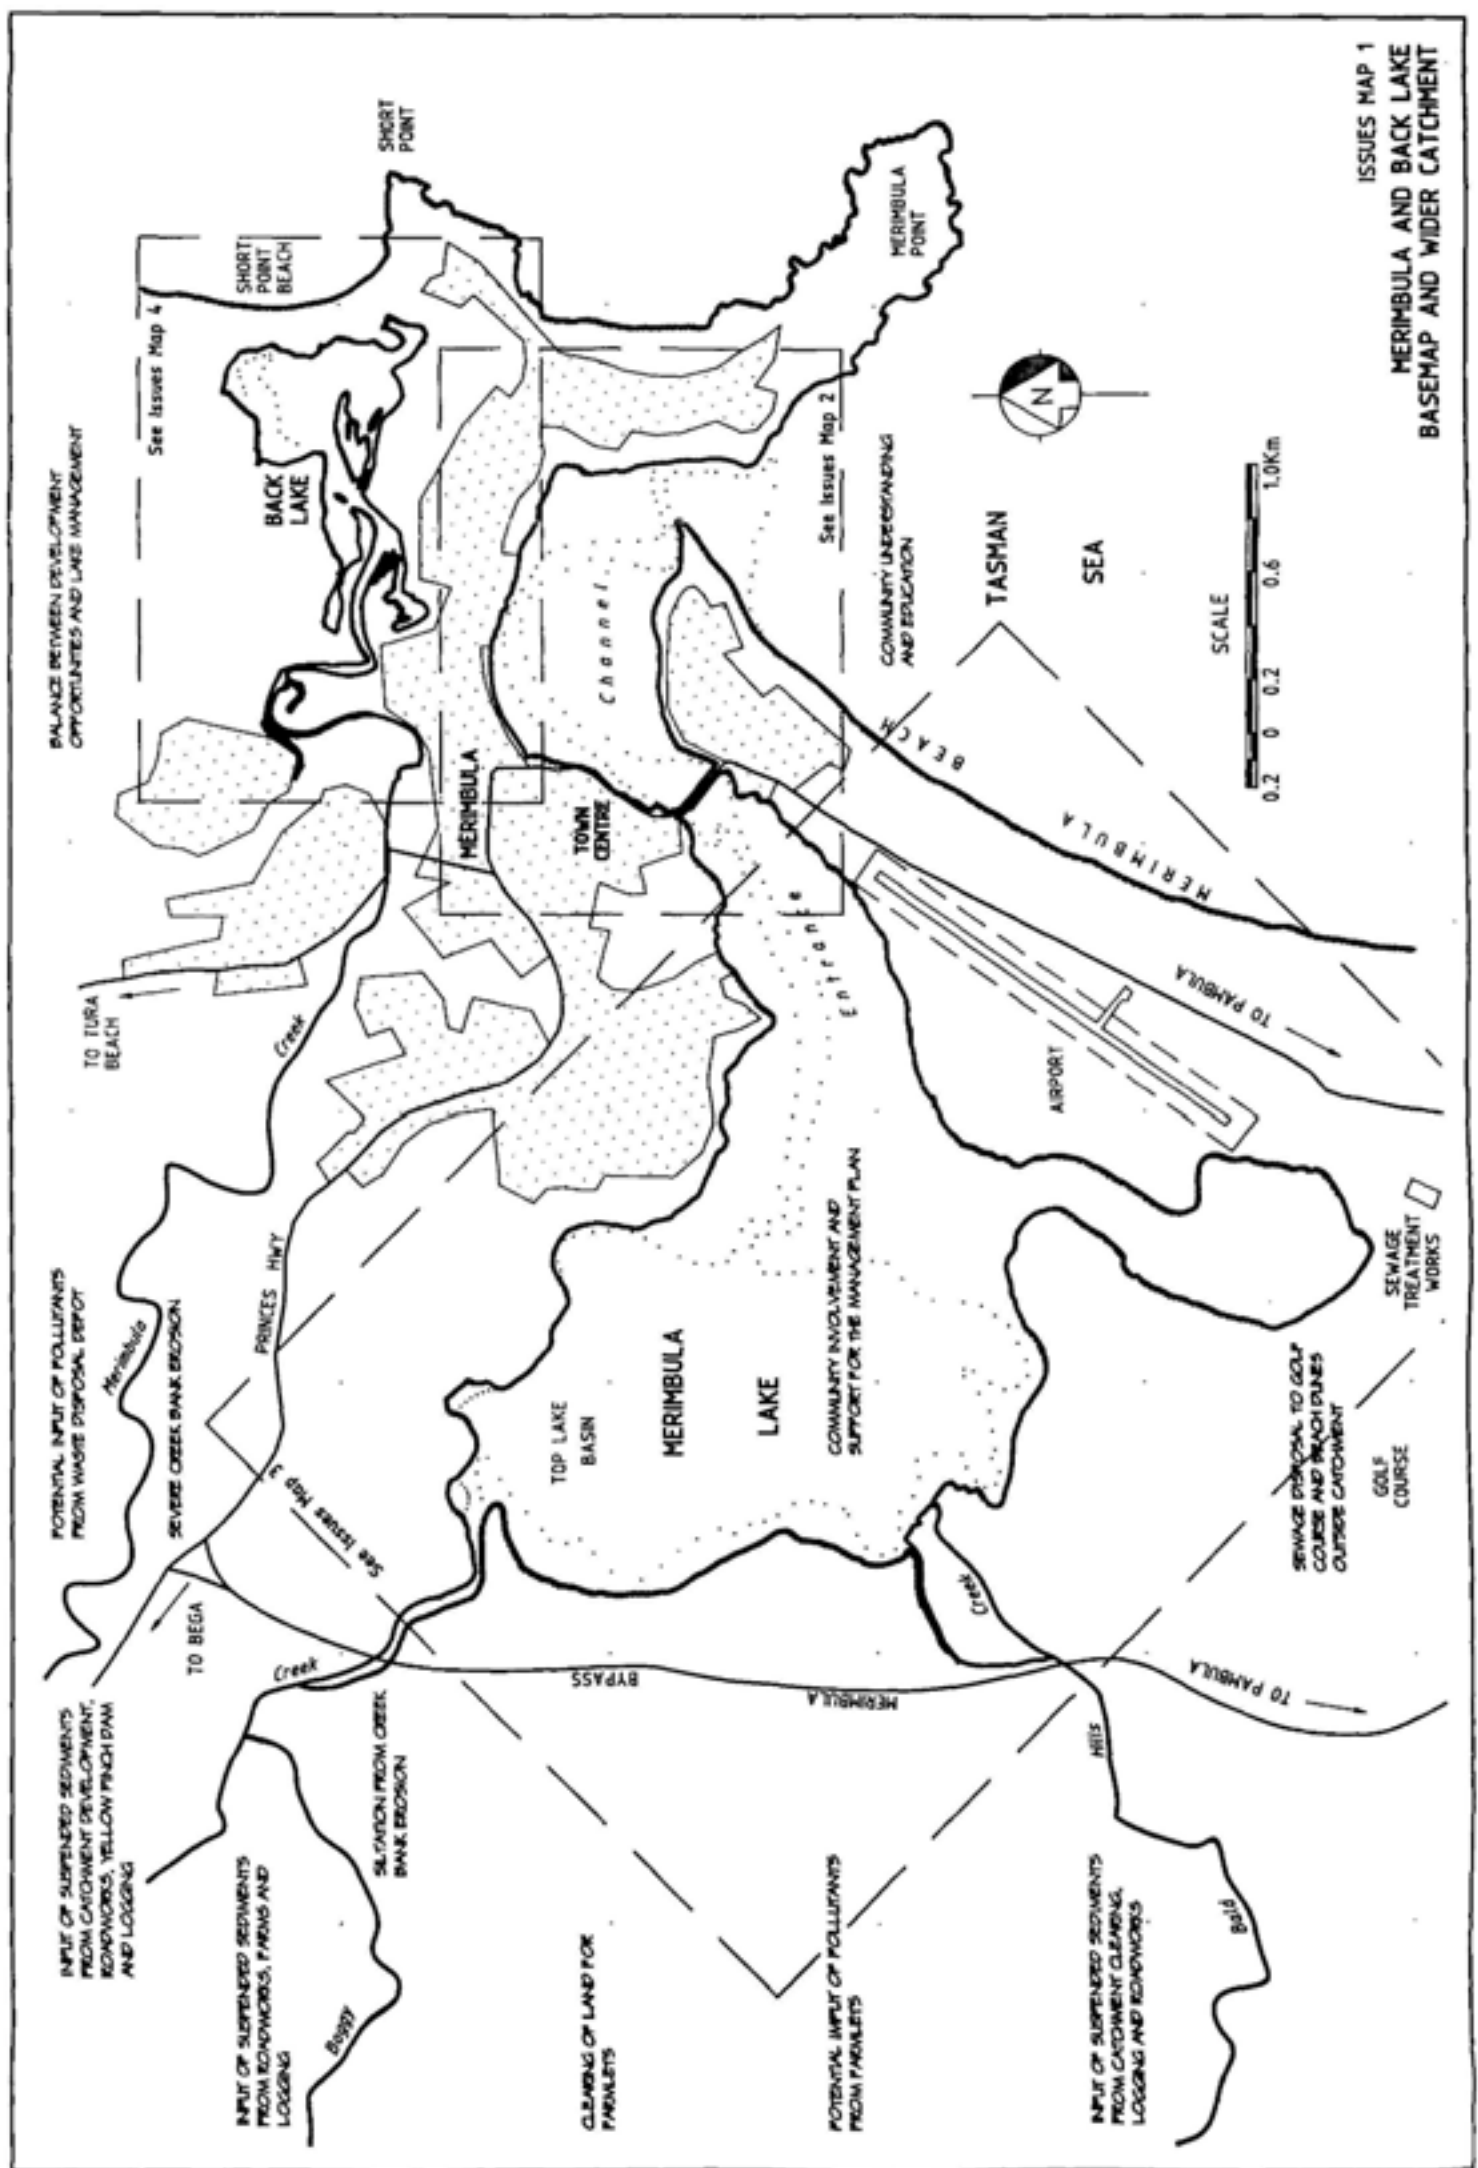 INPUT OF SUSPENDED SEDIMENTS
FROM CATCHMENT DEVELOPMENT,
ROADWORKS, YELLOW PINCH DAM
AND LOGGING
POTENTIAL INPUT OF POLLUTANTS
FROM WASTE DISPOSAL DEPOT
BALANCE BETWEEN DEVELOPMENT
OPPORTUNITIES AND LAKE MANAGEMENT
Merimbula
Creek
TO TURA
BEACH
See Issues Map 4
SEVERE CREEK BANK EROSION
TO BEGA
PRINCES HWY
SHORT
POINT
BEACH
SHORT
POINT
BACK
LAKE
INPUT OF SUSPENDED SEDIMENTS
FROM ROADWORKS, FARMS AND
LOGGING
Boggy
Creek
See Issues Map 3
SILTATION FROM CREEK
BANK EROSION
MERIMBULA
TOWN
CENTRE
Channel
TOP LAKE
BASIN
CLEARING OF LAND FOR
FARMLETS
BYPASS
MERIMBULA
MERIMBULA
LAKE
Entrance
See Issues Map 2
MERIMBULA
POINT
POTENTIAL INPUT OF POLLUTANTS
FROM FARMLETS
COMMUNITY INVOLVEMENT AND
SUPPORT FOR THE MANAGEMENT PLAN
COMMUNITY UNDERSTANDING
AND EDUCATION
Creek
Hills
Bald
AIRPORT
MERIMBULA BEACH
TASMAN
SEA
N
INPUT OF SUSPENDED SEDIMENTS
FROM CATCHMENT CLEARING,
LOGGING AND ROADWORKS
TO PAMBULA
TO PAMBULA
SEWAGE DISPOSAL TO GOLF
COURSE AND BEACH DUNES
OUTSIDE CATCHMENT
GOLF
COURSE
SEWAGE
TREATMENT
WORKS
SCALE
0.2 0 0.2 0.6 1.0Km
ISSUES MAP 1
MERIMBULA AND BACK LAKE
BASEMAP AND WIDER CATCHMENT